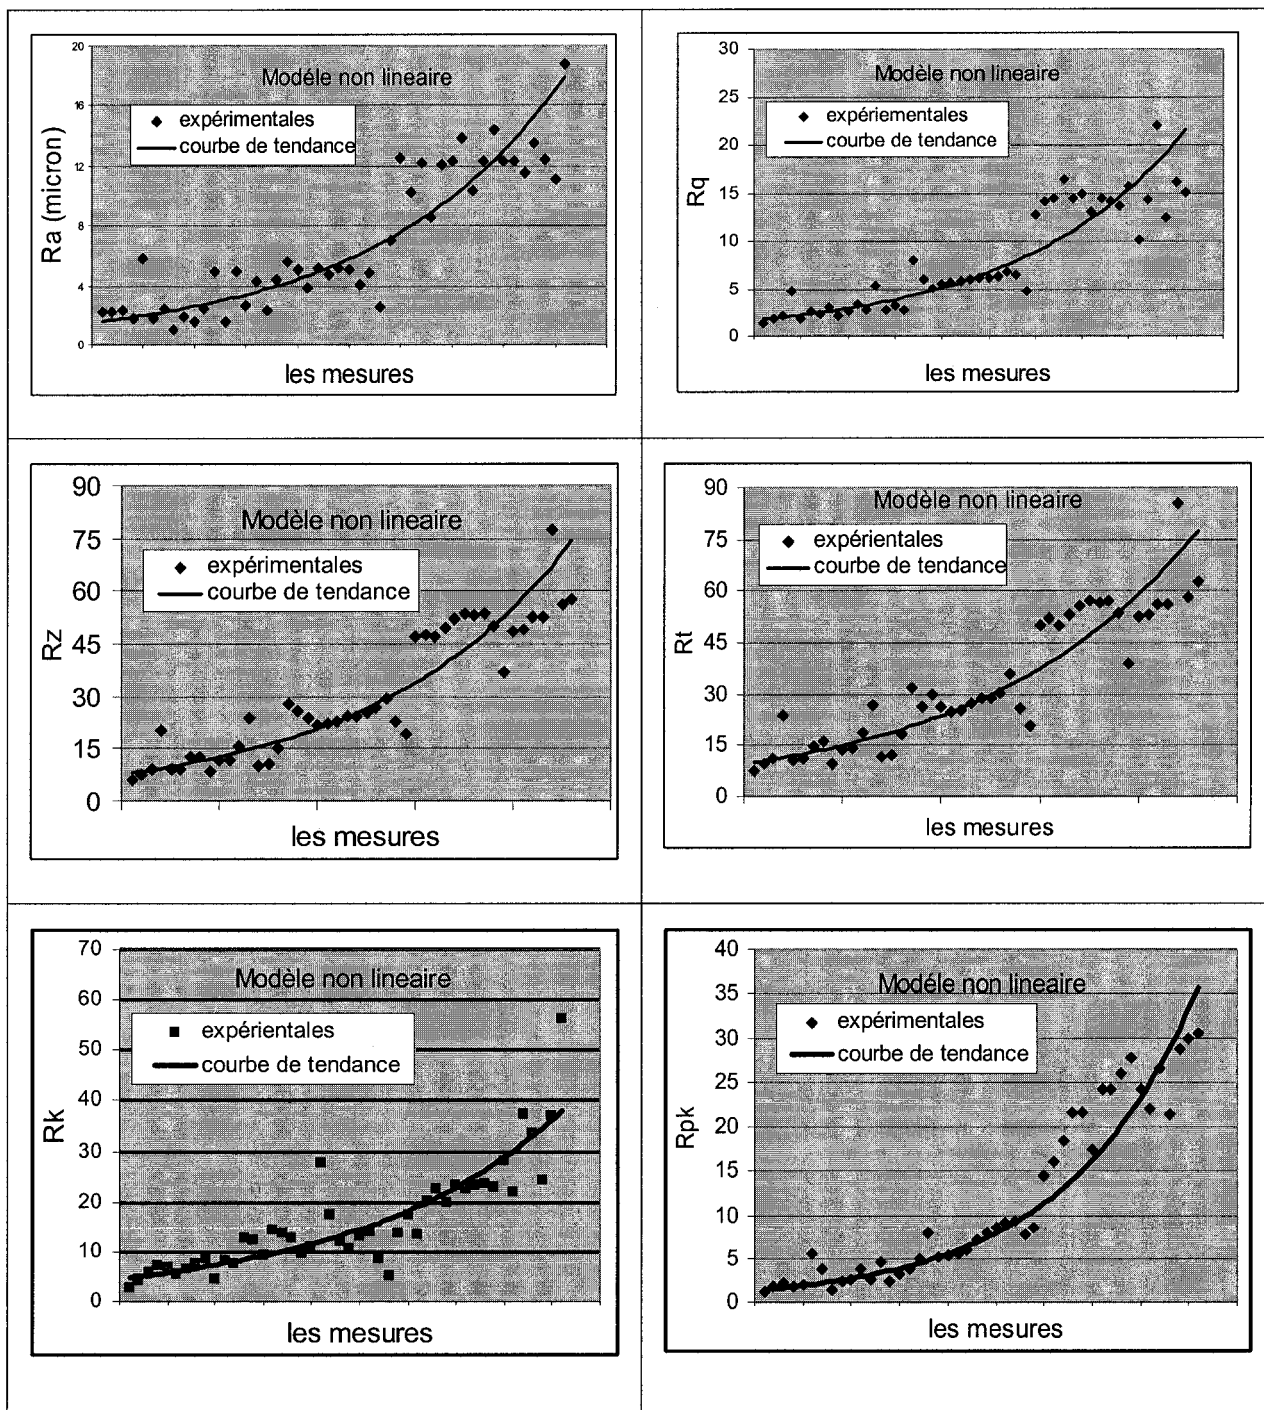 20
16
12
8
4
0
Ra (micron)
Modéle non lineaire
expérimentales
courbe de tendance
les mesures
30
25
20
15
10
5
0
Rq
Modèle non lineaire
expériementales
courbe de tendance
les mesures
90
75
60
45
30
15
0
Rz
Modèle non lineaire
expérimentales
courbe de tendance
les mesures
90
75
60
45
30
15
0
Rt
Modèle non lineaire
expérientales
courbe de tendance
les mesures
70
60
50
40
30
20
10
0
Rk
Modèle non lineaire
expérientales
courbe de tendance
les mesures
40
35
30
25
20
15
10
5
0
Rpk
Modéle non lineaire
expérimentales
courbe de tendance
les mesures